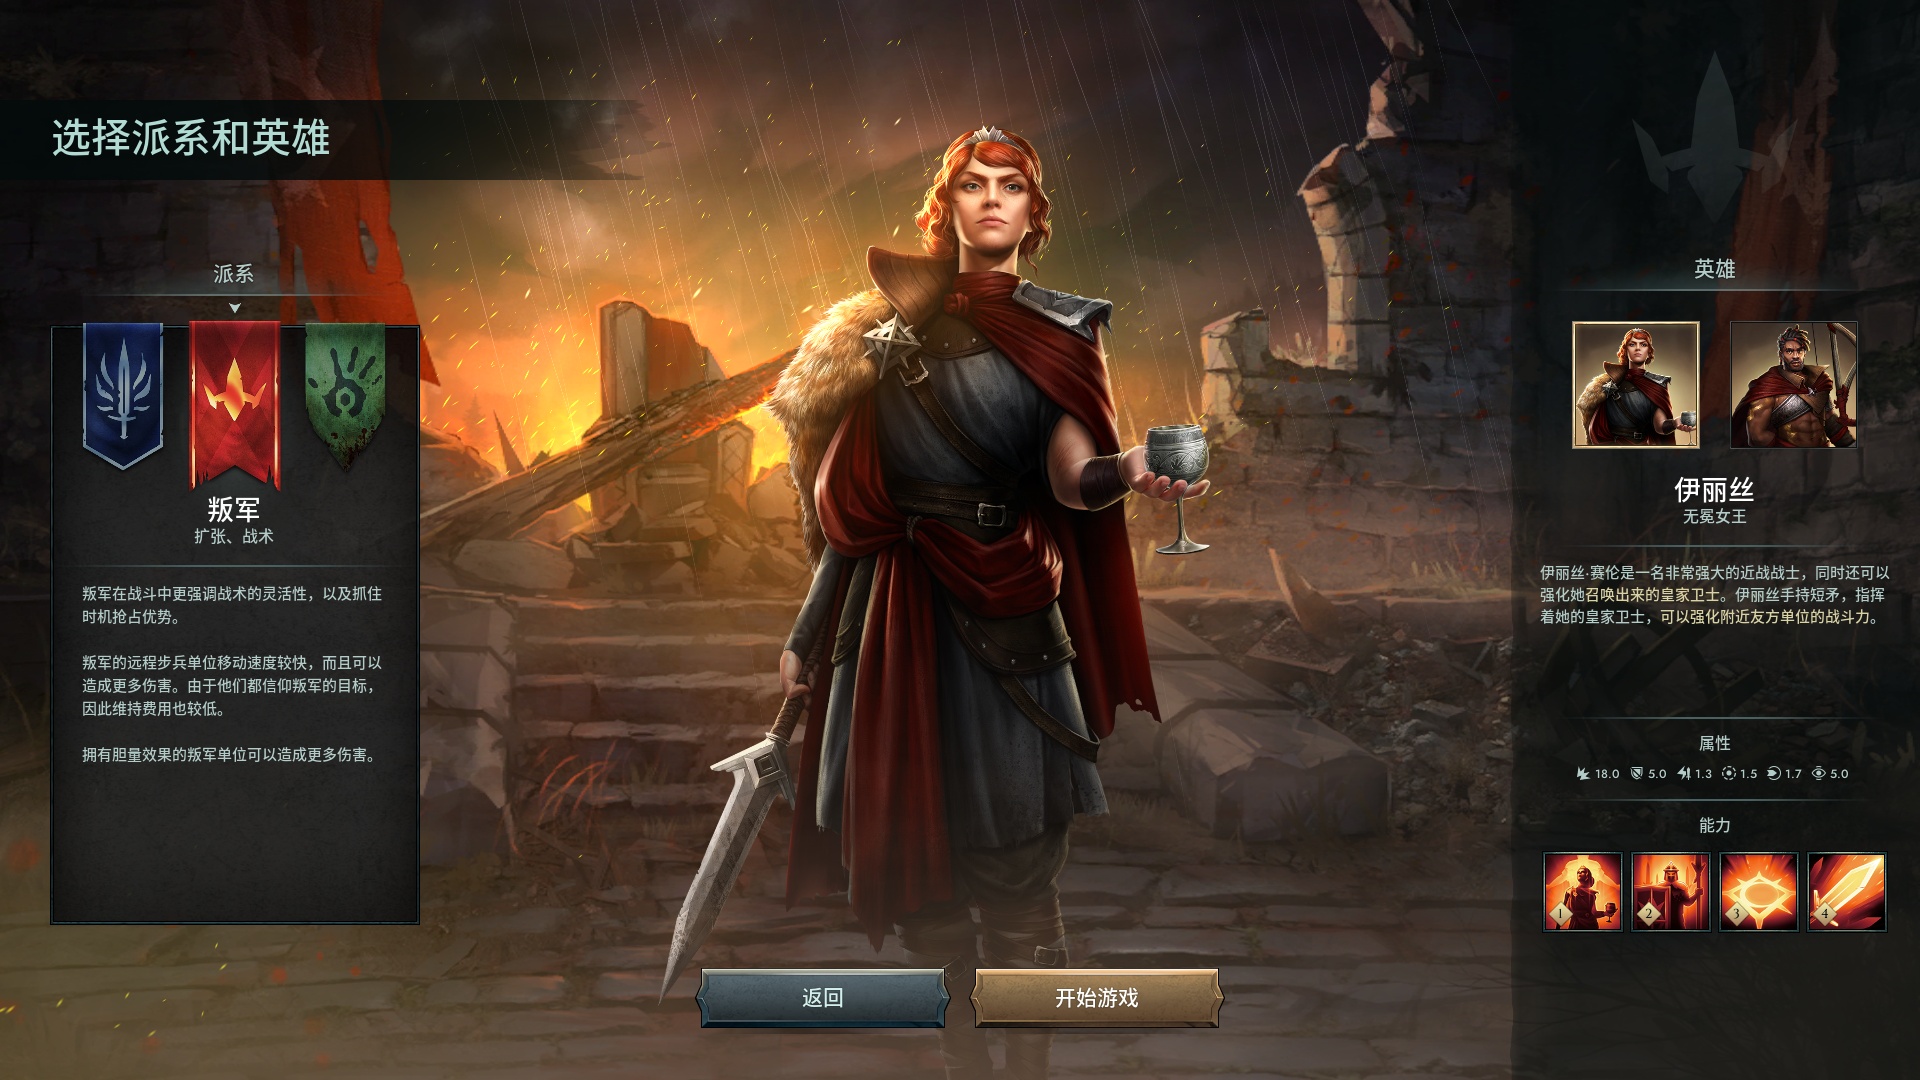 选择派系和英雄
派系
叛军
扩张、战术
叛军在战斗中更强调战术的灵活性，以及抓住
时机抢占优势。
叛军的远程步兵单位移动速度较快，而且可以
造成更多伤害。由于他们都信仰叛军的目标，
因此维持费用也较低。
拥有胆量效果的叛军单位可以造成更多伤害。
英雄
伊丽丝
无冕女王
伊丽丝·赛伦是一名非常强大的近战战士，同时还可以
强化她召唤出来的皇家卫士。伊丽丝手持短矛，指挥
着她的皇家卫士，可以强化附近友方单位的战斗力。
属性
18.0 5.0 1.3 1.5 1.7 5.0
能力
1 2 3 4
返回 开始游戏